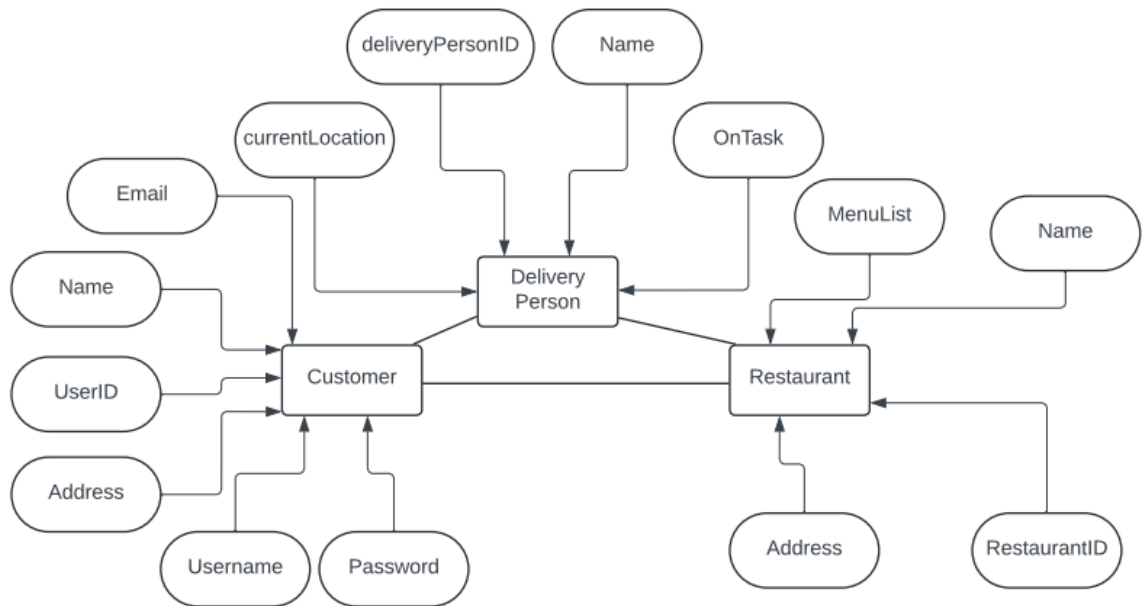 deliveryPersonID
Name
currentLocation
OnTask
Email
MenuList
Name
Name
Delivery
Person
Customer
Restaurant
UserID
Address
Username
Password
Address
RestaurantID